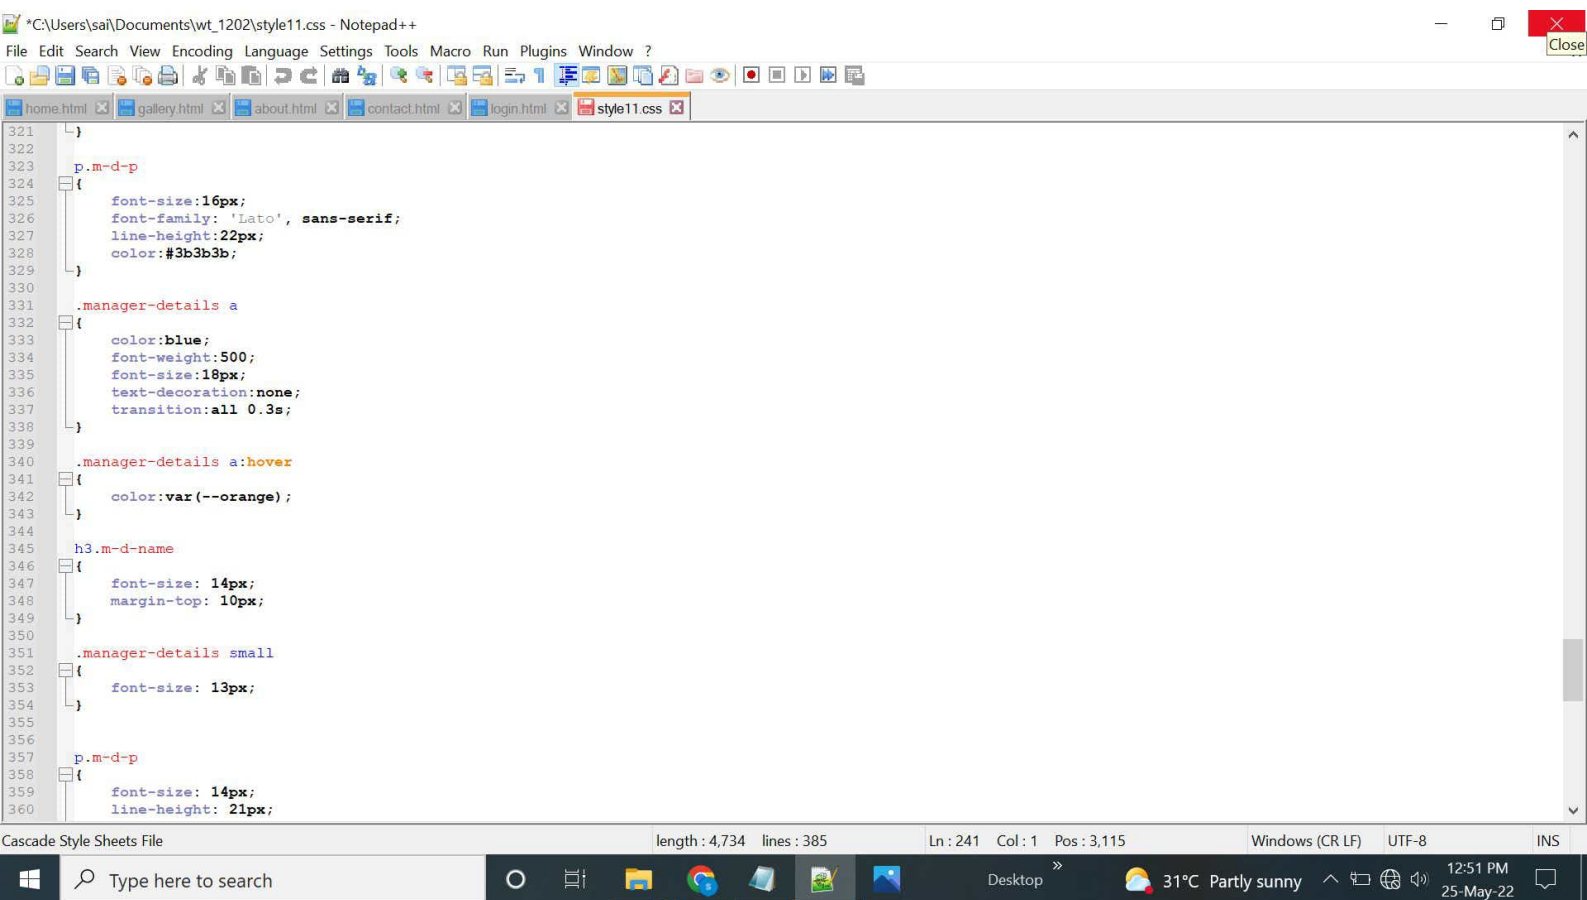 *C:\Users\sai\Documents\wt_1202\style11.css - Notepad++
Close
File Edit Search View Encoding Language Settings Tools Macro Run Plugins Window ?
home.html gallery.html about.html contact.html login.html style11.css
321 }
322
323 p.m-d-p
324 {
325 font-size:16px;
326 font-family: 'Lato', sans-serif;
327 line-height:22px;
328 color:#3b3b3b;
329 }
330
331 .manager-details a
332 {
333 color:blue;
334 font-weight:500;
335 font-size:18px;
336 text-decoration:none;
337 transition:all 0.3s;
338 }
339
340 .manager-details a:hover
341 {
342 color:var(--orange);
343 }
344
345 h3.m-d-name
346 {
347 font-size: 14px;
348 margin-top: 10px;
349 }
350
351 .manager-details small
352 {
353 font-size: 13px;
354 }
355
356
357 p.m-d-p
358 {
359 font-size: 14px;
360 line-height: 21px;
Cascade Style Sheets File length : 4,734 lines : 385 Ln : 241 Col : 1 Pos : 3,115 Windows (CR LF) UTF-8 INS
Type here to search Desktop » 31°C Partly sunny 12:51 PM
25-May-22